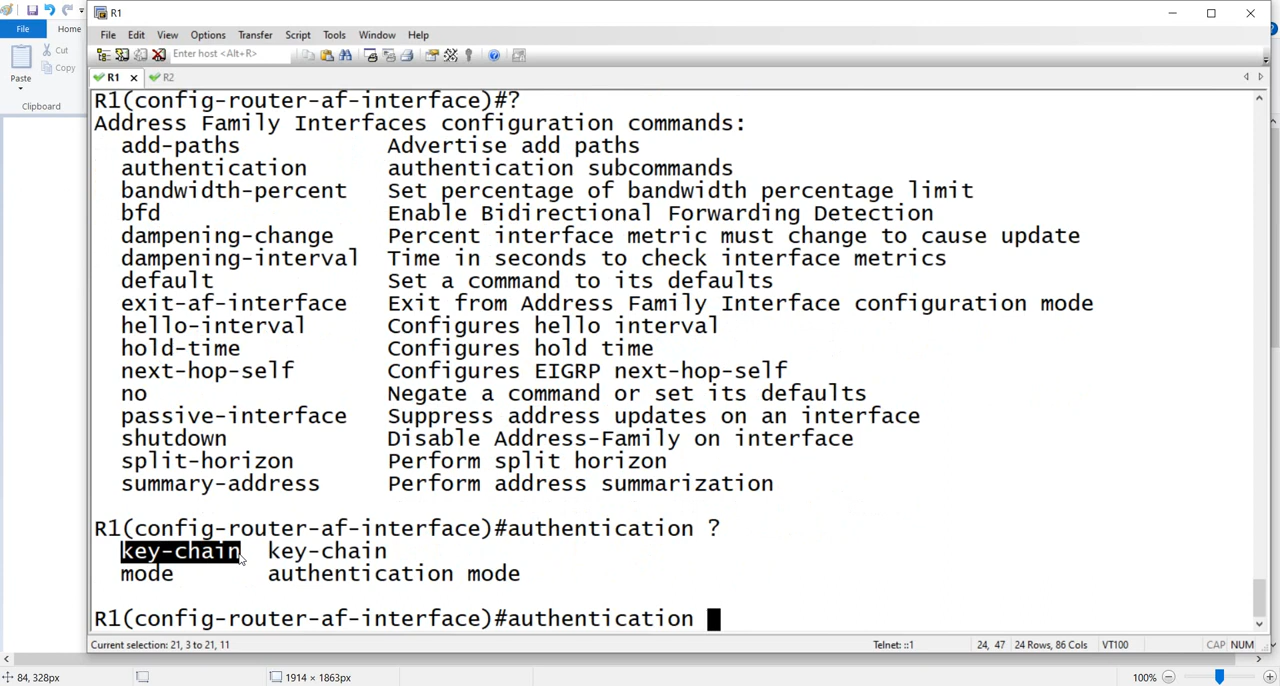 R1
File
Home
Cut
Copy
Paste
Clipboard
File Edit View Options Transfer Script Tools Window Help
Enter host <Alt+R>
R1 R2
R1(config-router-af-interface)#?
Address Family Interfaces configuration commands:
add-paths Advertise add paths
authentication authentication subcommands
bandwidth-percent Set percentage of bandwidth percentage limit
bfd Enable Bidirectional Forwarding Detection
dampening-change Percent interface metric must change to cause update
dampening-interval Time in seconds to check interface metrics
default Set a command to its defaults
exit-af-interface Exit from Address Family Interface configuration mode
hello-interval Configures hello interval
hold-time Configures hold time
next-hop-self Configures EIGRP next-hop-self
no Negate a command or set its defaults
passive-interface Suppress address updates on an interface
shutdown Disable Address-Family on interface
split-horizon Perform split horizon
summary-address Perform address summarization
R1(config-router-af-interface)#authentication ?
key-chain key-chain
mode authentication mode
R1(config-router-af-interface)#authentication
Current selection: 21, 3 to 21, 11 Telnet: ::1 24, 47 24 Rows, 86 Cols VT100 CAP NUM
84, 328px 1914 × 1863px 100%